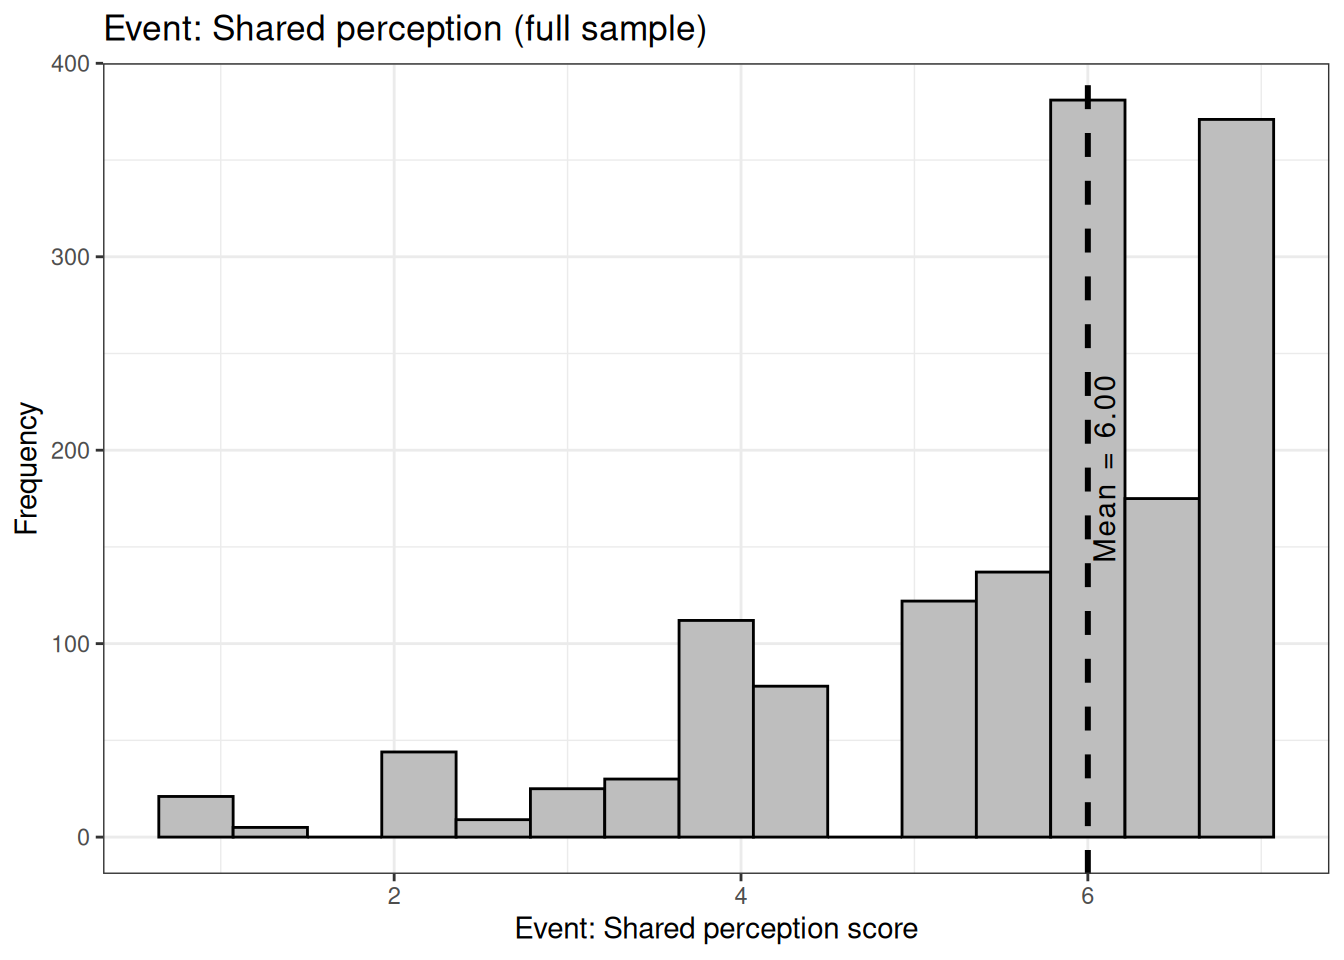 Event: Shared perception (full sample)
400
300
200
100
0
Frequency
Mean = 6.00
2 4 6
Event: Shared perception score